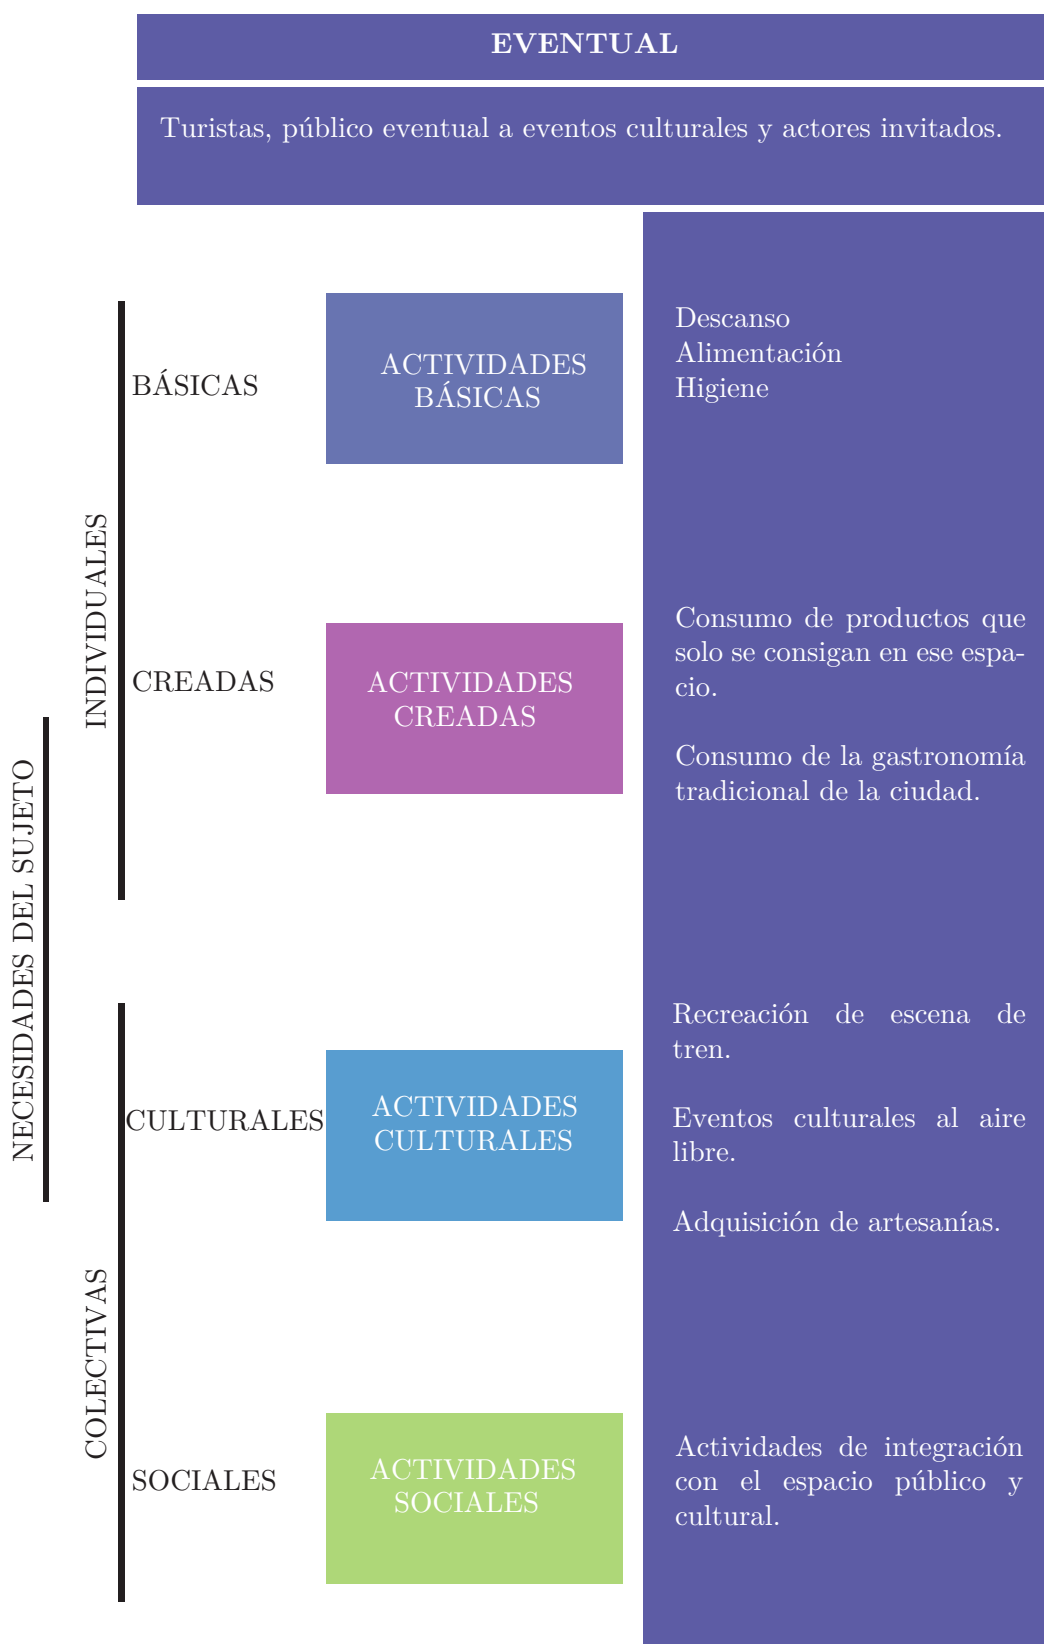 EVENTUAL
Turistas, público eventual a eventos culturales y actores invitados.
NECESIDADES DEL SUJETO
INDIVIDUALES
BÁSICAS
ACTIVIDADES
BÁSICAS
Descanso
Alimentación
Higiene
CREADAS
ACTIVIDADES
CREADAS
Consumo de productos que
solo se consigan en ese espa-
cio.
Consumo de la gastronomía
tradicional de la ciudad.
COLECTIVAS
CULTURALES
ACTIVIDADES
CULTURALES
Recreación de escena de
tren.
Eventos culturales al aire
libre.
Adquisición de artesanías.
SOCIALES
ACTIVIDADES
SOCIALES
Actividades de integración
con el espacio público y
cultural.